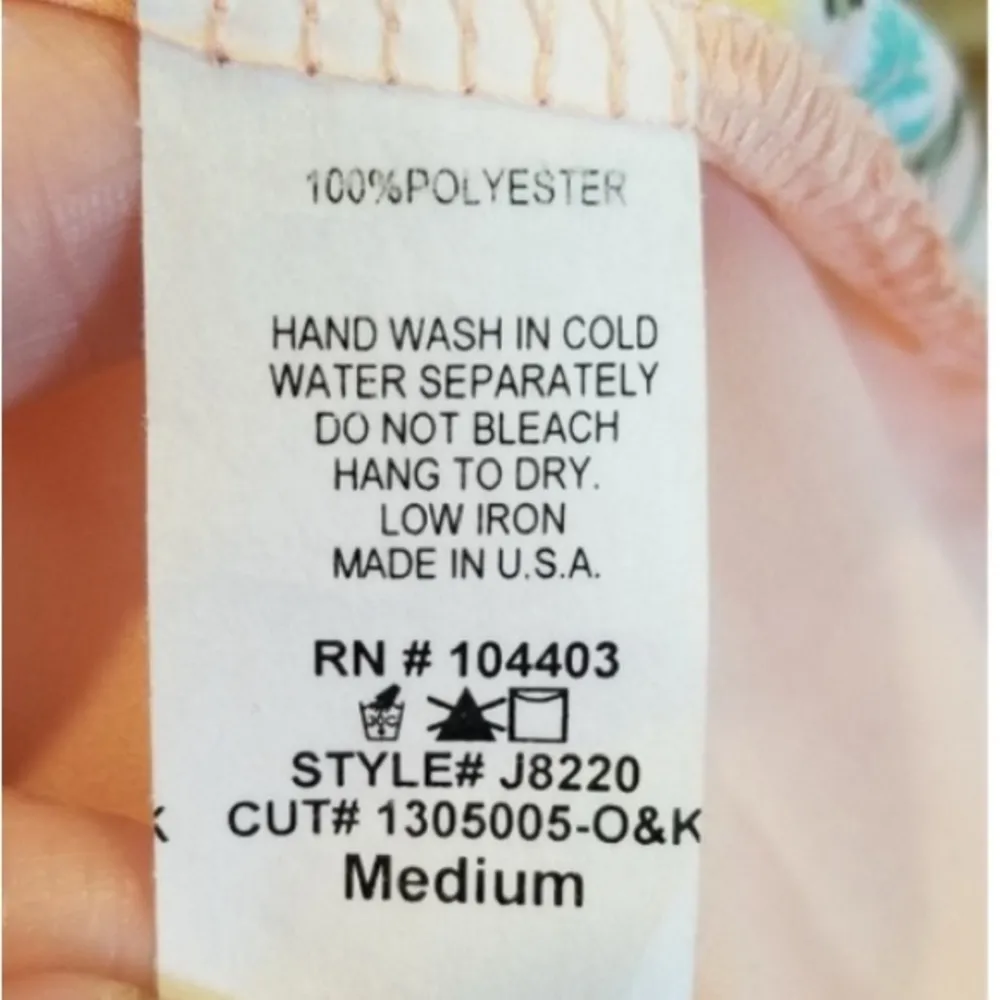 100%POLYESTER
HAND WASH IN COLD
WATER SEPARATELY
DO NOT BLEACH
HANG TO DRY.
LOW IRON
MADE IN U.S.A.
RN # 104403
STYLE# J8220
K CUT# 1305005-O&K
Medium